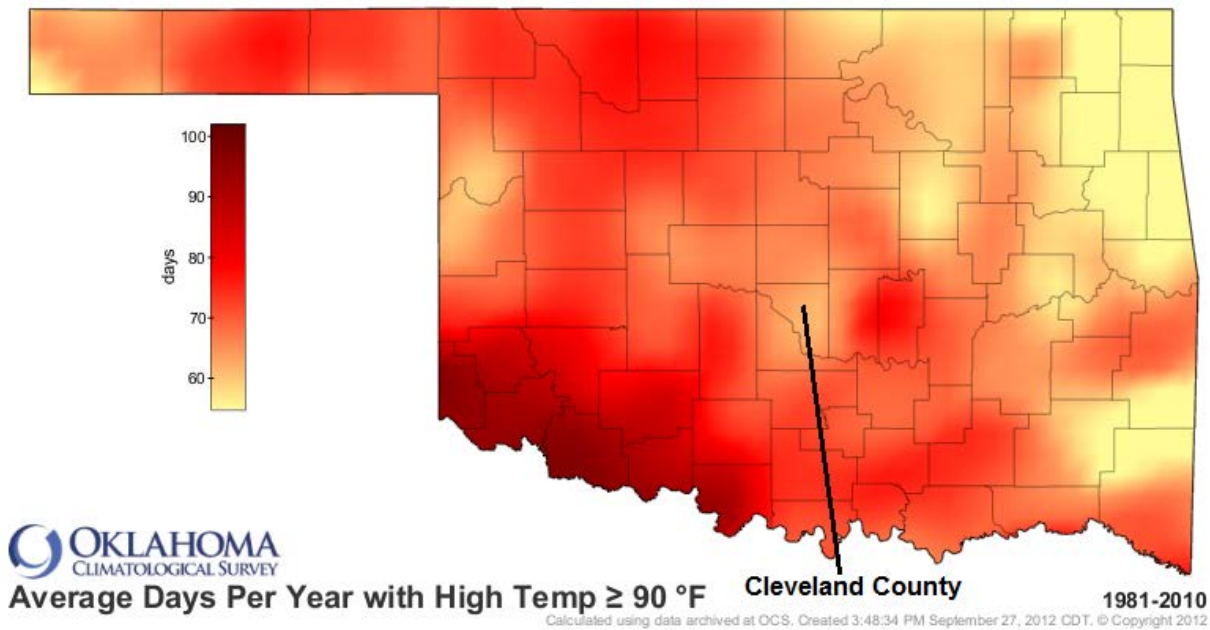 100
90
80
70
60
days
OKLAHOMA
CLIMATOLOGICAL SURVEY
Average Days Per Year with High Temp ≥ 90 °F
Cleveland County
1981-2010
Calculated using data archived at OCS. Created 3:48:34 PM September 27, 2012 CDT. © Copyright 2012